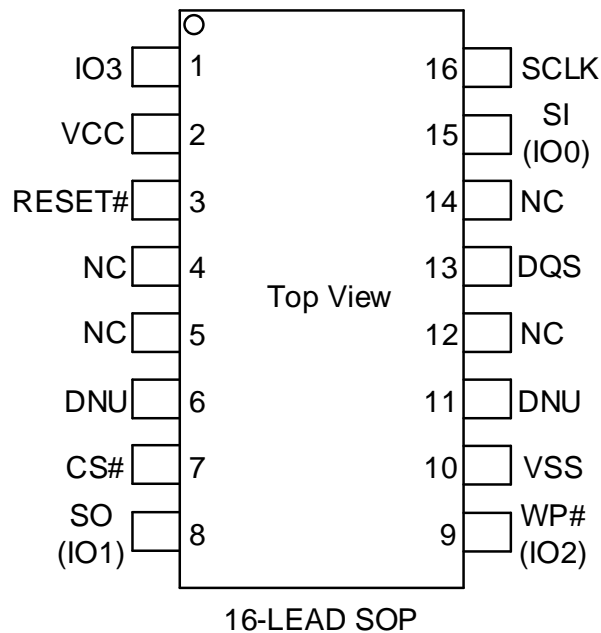 IO3 1 16 SCLK
VCC 2 15 SI
(IO0)
RESET# 3 14 NC
NC 4 13 DQS
Top View
NC 5 12 NC
DNU 6 11 DNU
CS# 7 10 VSS
SO
(IO1) 8 9 WP#
(IO2)
16-LEAD SOP